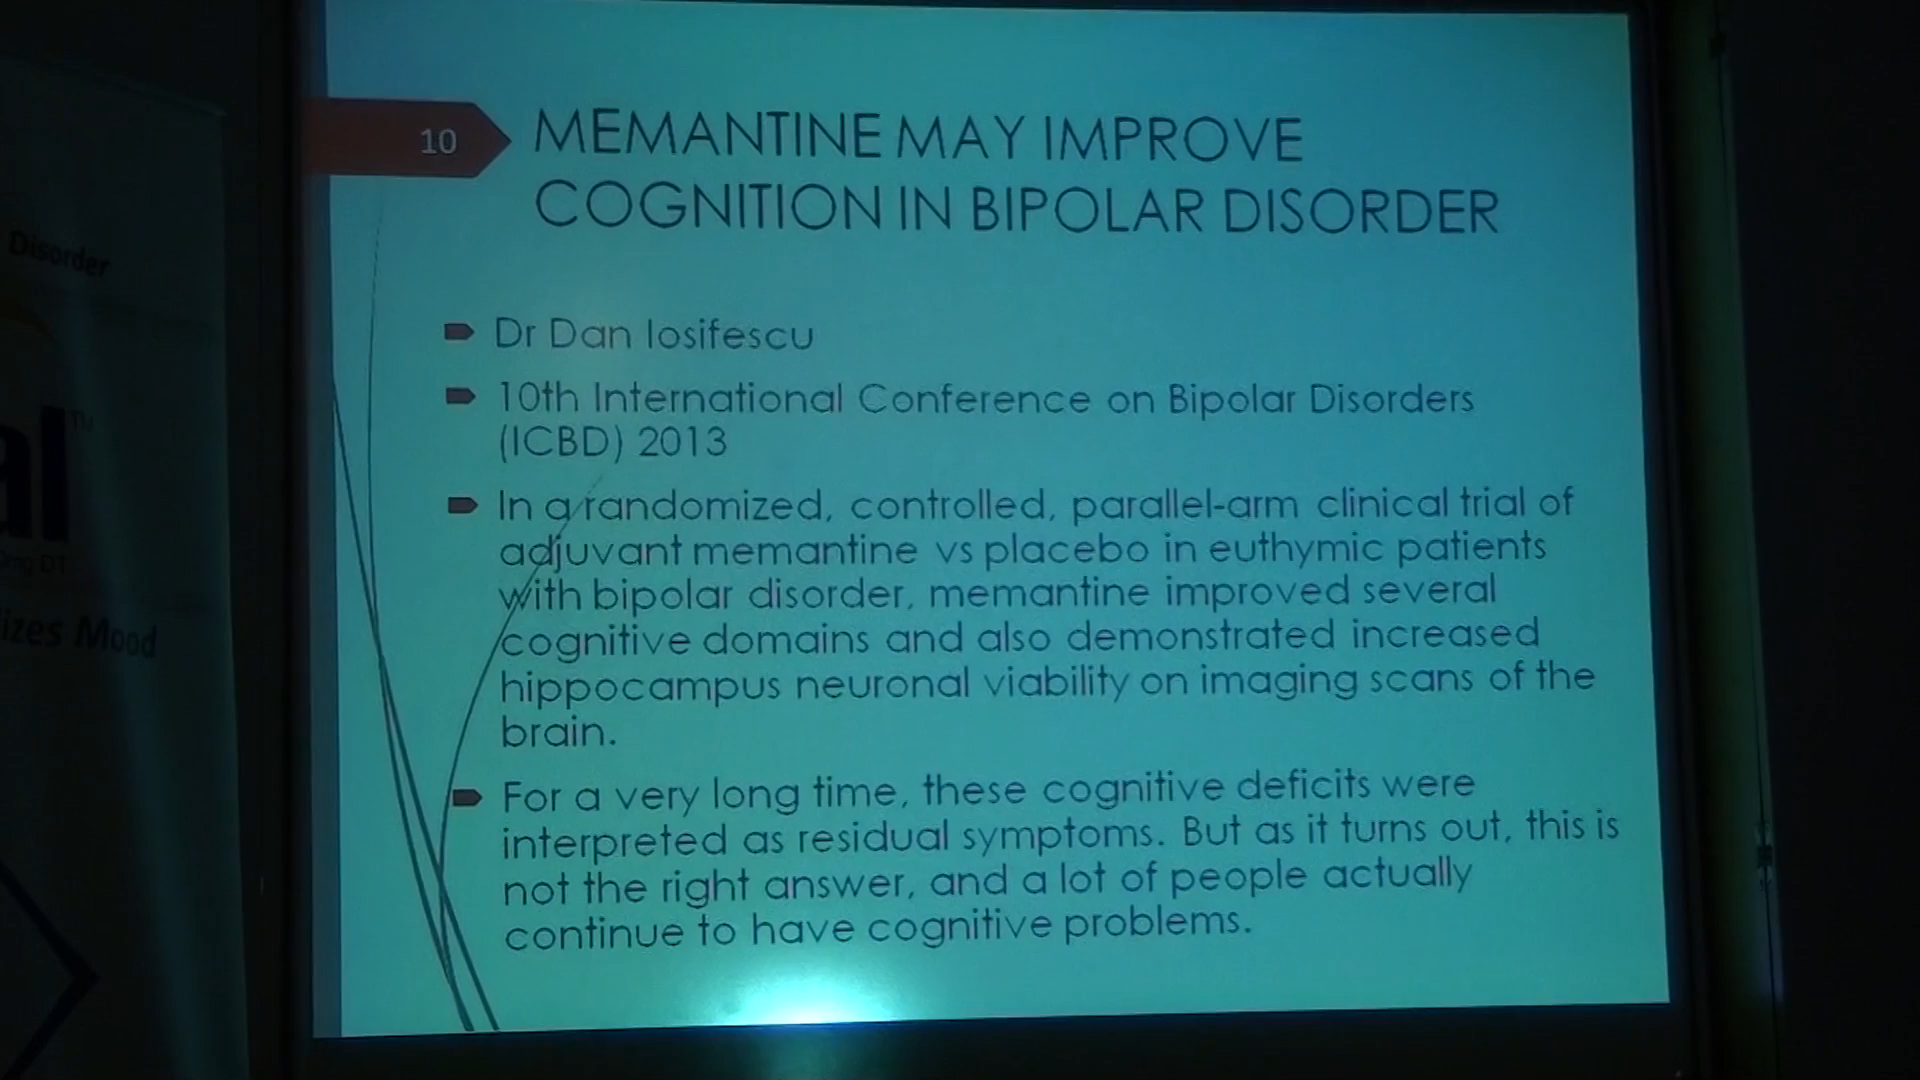 Disorder
al TM
mg DT
izes Mood
10
MEMANTINE MAY IMPROVE
COGNITION IN BIPOLAR DISORDER
Dr Dan Iosifescu
10th International Conference on Bipolar Disorders
(ICBD) 2013
In a randomized, controlled, parallel-arm clinical trial of
adjuvant memantine vs placebo in euthymic patients
with bipolar disorder, memantine improved several
cognitive domains and also demonstrated increased
hippocampus neuronal viability on imaging scans of the
brain.
For a very long time, these cognitive deficits were
interpreted as residual symptoms. But as it turns out, this is
not the right answer, and a lot of people actually
continue to have cognitive problems.